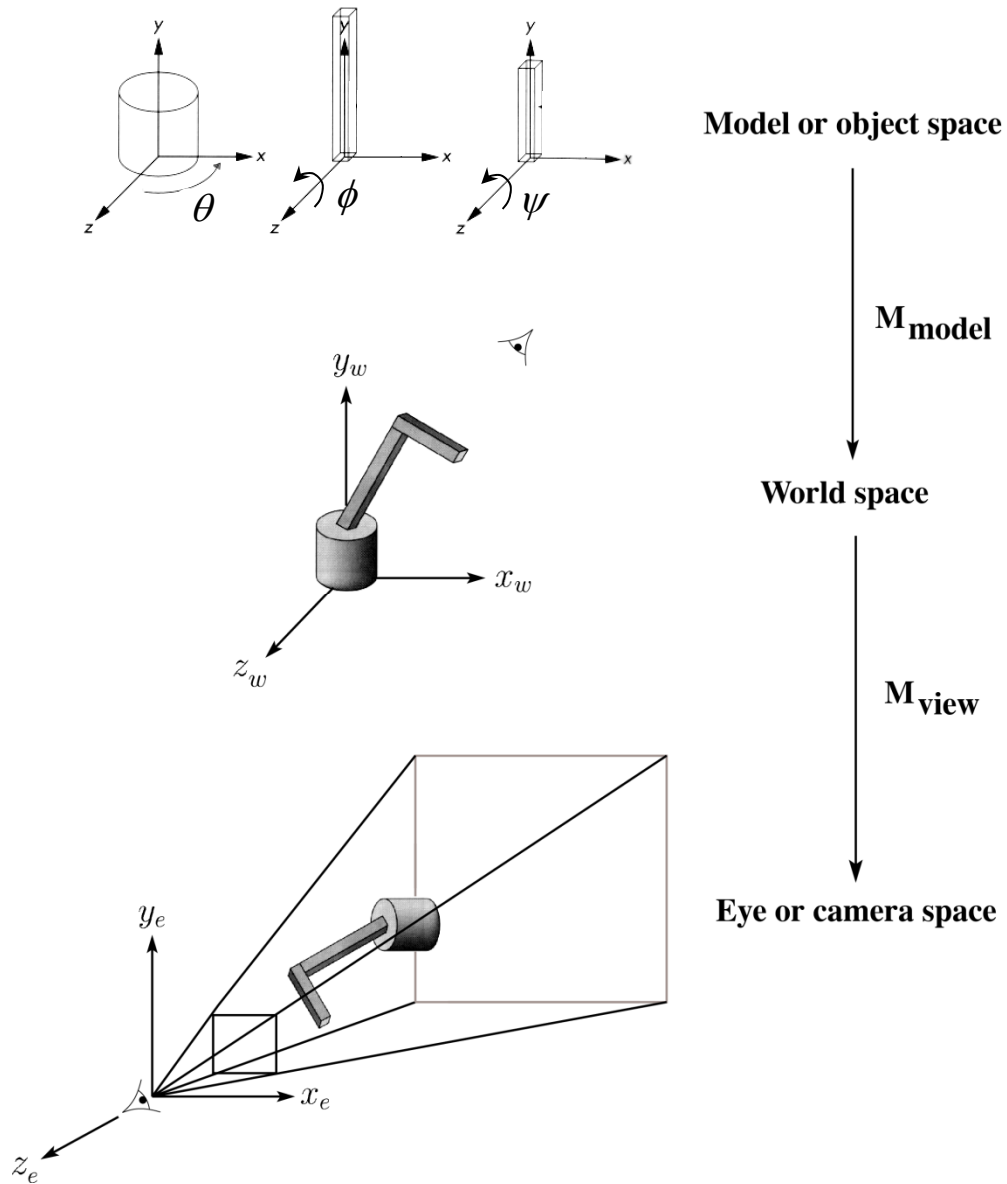 y
x
z
θ
y
x
z
ϕ
y
x
z
ψ
Model or object space
M_model
y_w
x_w
z_w
World space
M_view
y_e
x_e
z_e
Eye or camera space